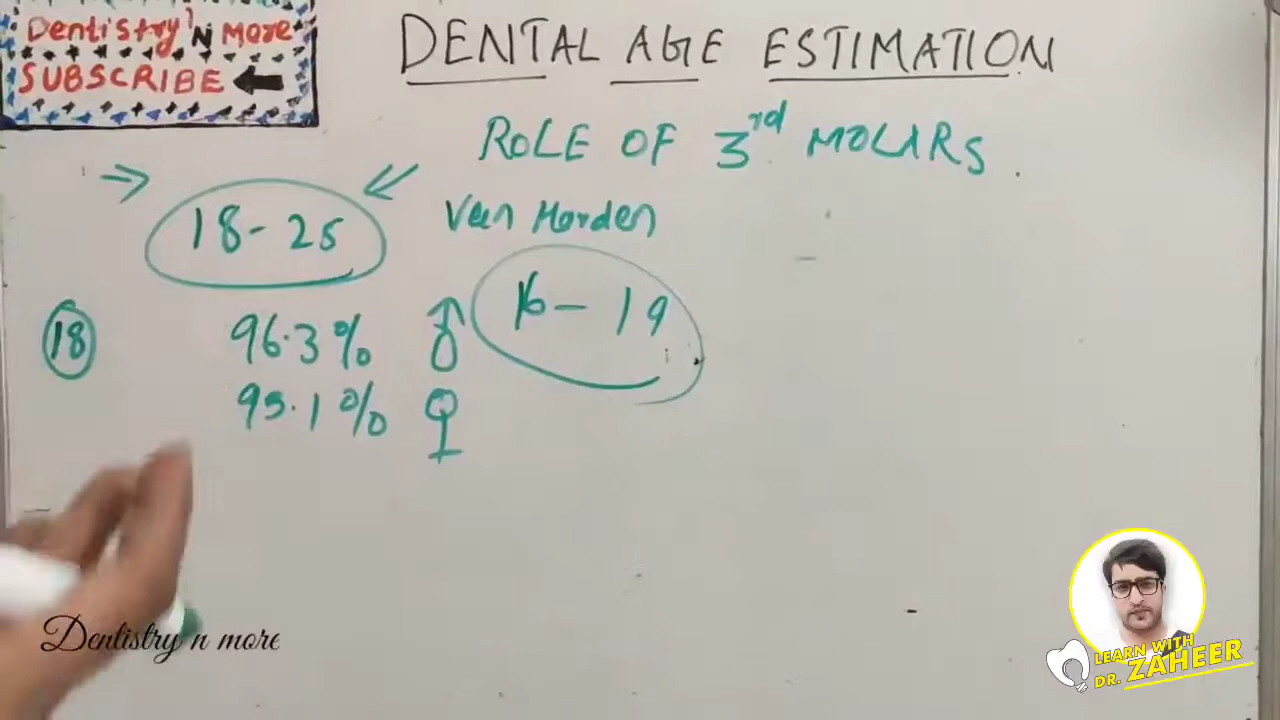 Dentistry 'N More
SUBSCRIBE
DENTAL AGE ESTIMATION
ROLE OF 3rd MOLARS
18-25
Van Herden
16-19
18
96.3% ♂
95.1% ♀
Dentistry n more
LEARN WITH
DR. ZAHEER